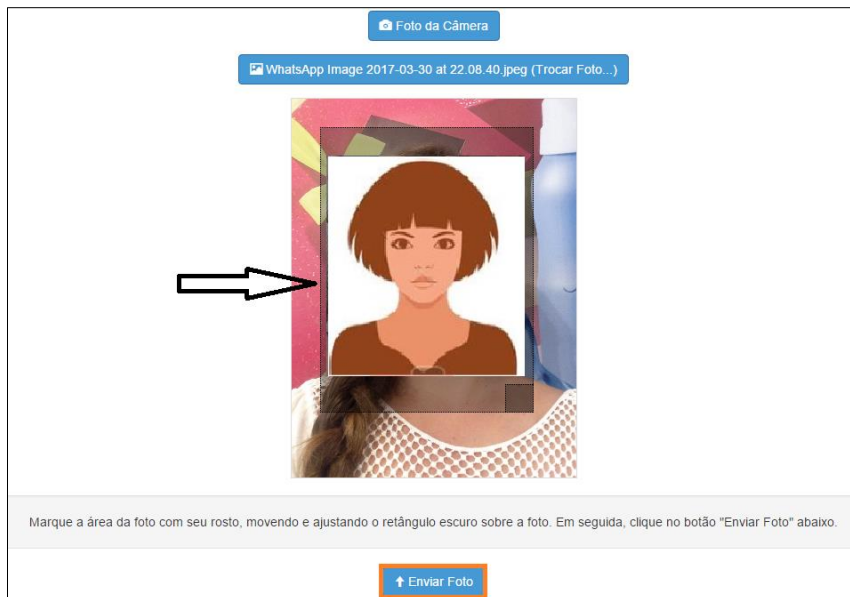 Foto da Câmera
WhatsApp Image 2017-03-30 at 22.08.40.jpeg (Trocar Foto...)
Marque a área da foto com seu rosto, movendo e ajustando o retângulo escuro sobre a foto. Em seguida, clique no botão "Enviar Foto" abaixo.
Enviar Foto